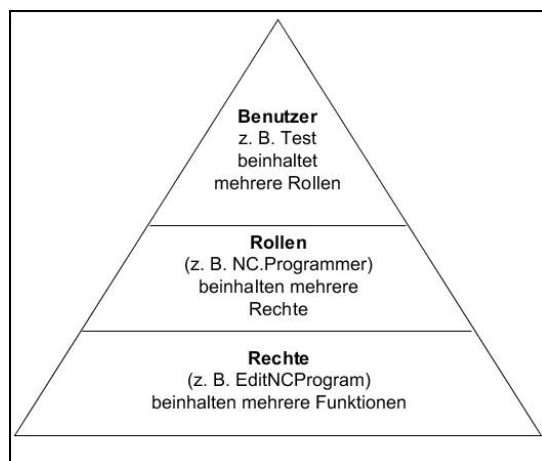 Benutzer
z. B. Test
beinhaltet
mehrere Rollen
Rollen
(z. B. NC.Programmer)
beinhalten mehrere
Rechte
Rechte
(z. B. EditNCProgram)
beinhalten mehrere Funktionen